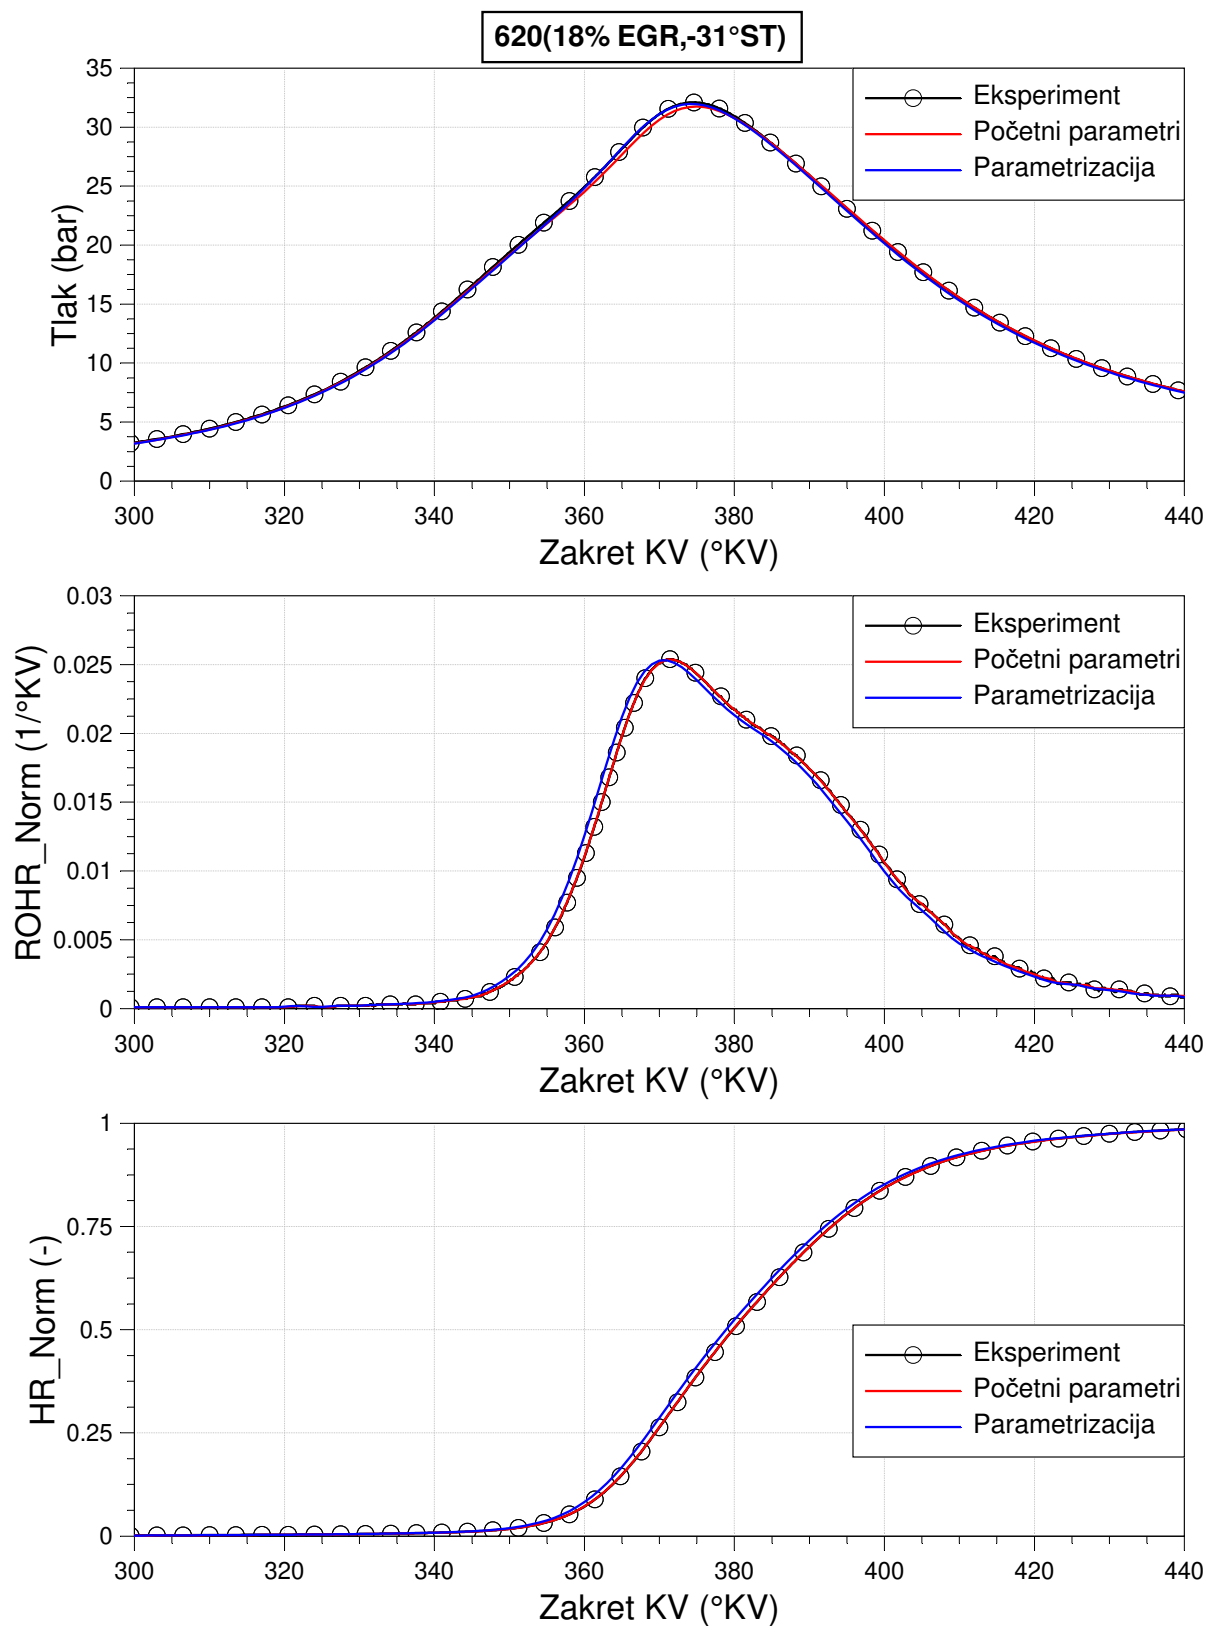 620(18% EGR,-31°ST)
35
30
25
20
15
10
5
0
Tlak (bar)
Eksperiment
Početni parametri
Parametrizacija
300 320 340 360 380 400 420 440
Zakret KV (°KV)
0.03
0.025
0.02
0.015
0.01
0.005
0
ROHR_Norm (1/°KV)
Eksperiment
Početni parametri
Parametrizacija
300 320 340 360 380 400 420 440
Zakret KV (°KV)
1
0.75
0.5
0.25
0
HR_Norm (-)
Eksperiment
Početni parametri
Parametrizacija
300 320 340 360 380 400 420 440
Zakret KV (°KV)